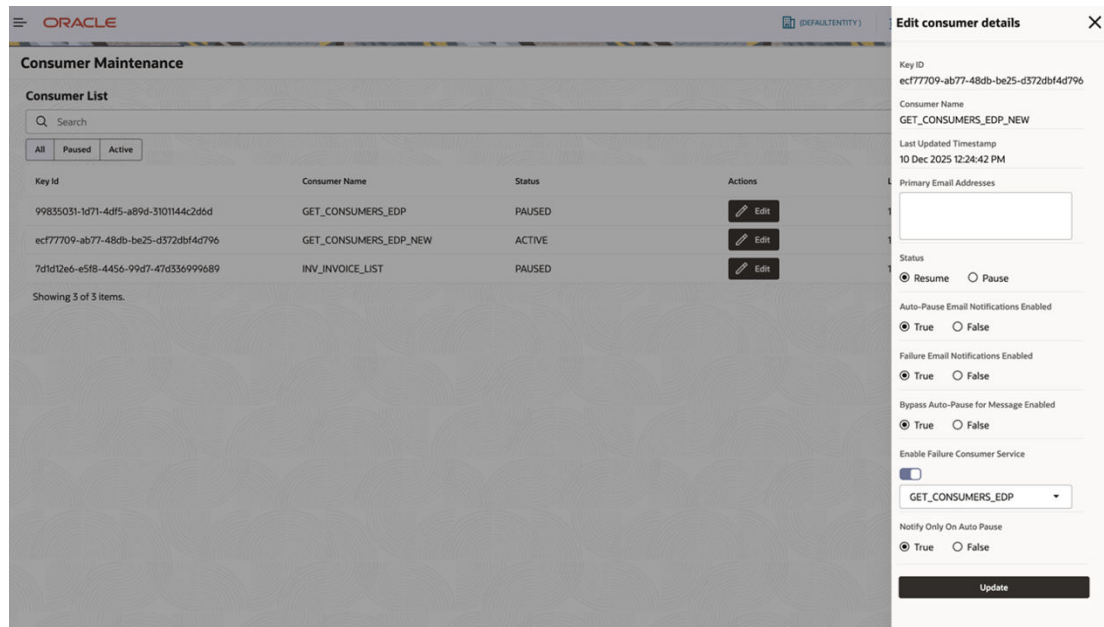 ORACLE
(DEFAULTENTITY)
Consumer Maintenance
Consumer List
Search
All Paused Active
Key Id Consumer Name Status Actions
99835031-1d71-4df5-a89d-3101144c2d6d GET_CONSUMERS_EDP PAUSED Edit
ecf77709-ab77-48db-be25-d372dbf4d796 GET_CONSUMERS_EDP_NEW ACTIVE Edit
7d1d12e6-e5f8-4456-99d7-47d336999689 INV_INVOICE_LIST PAUSED Edit
Showing 3 of 3 items.
Edit consumer details
Key ID
ecf77709-ab77-48db-be25-d372dbf4d796
Consumer Name
GET_CONSUMERS_EDP_NEW
Last Updated Timestamp
10 Dec 2025 12:24:42 PM
Primary Email Addresses
Status
Resume Pause
Auto-Pause Email Notifications Enabled
True False
Failure Email Notifications Enabled
True False
Bypass Auto-Pause for Message Enabled
True False
Enable Failure Consumer Service
GET_CONSUMERS_EDP
Notify Only On Auto Pause
True False
Update